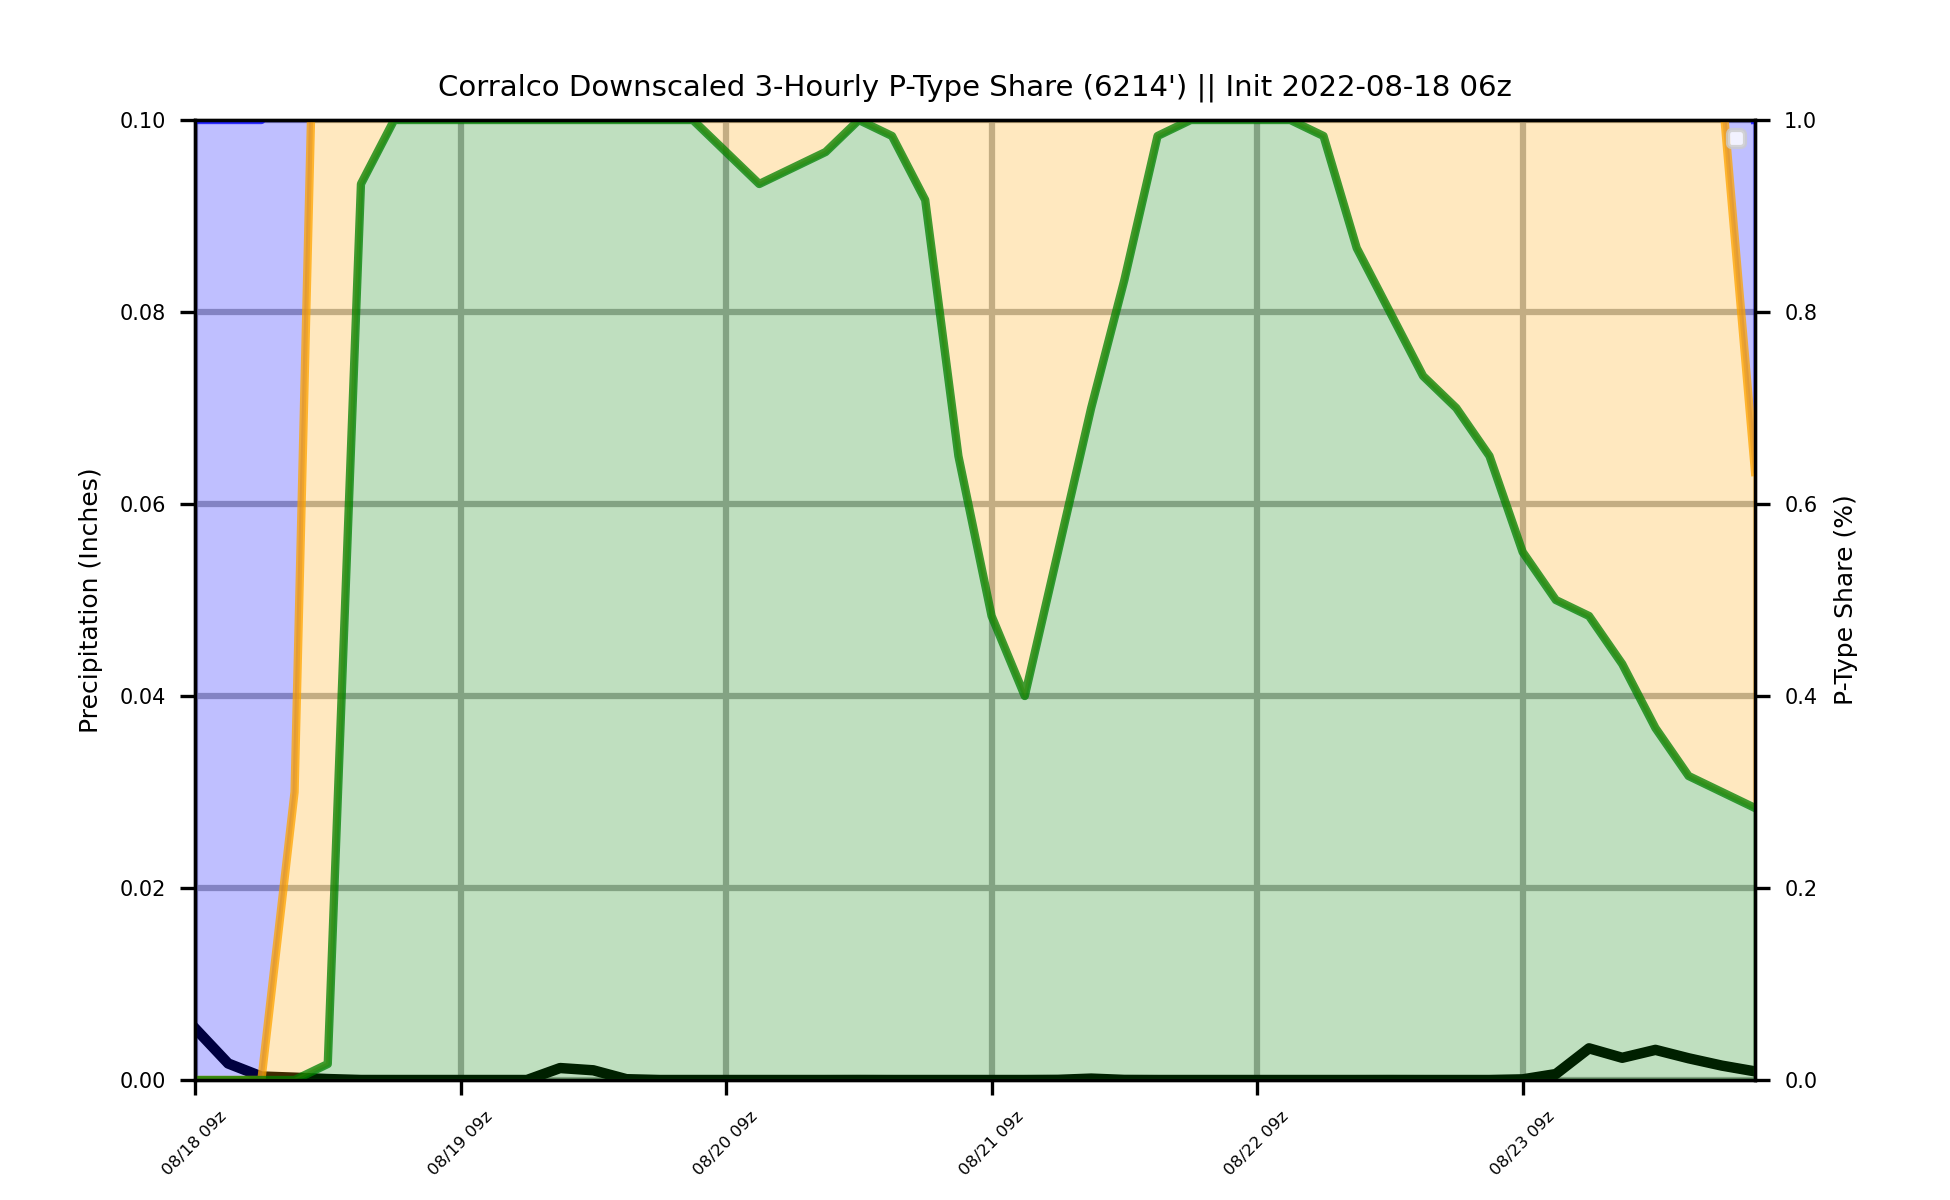 Corralco Downscaled 3-Hourly P-Type Share (6214') || Init 2022-08-18 06z
0.10
0.08
0.06
0.04
0.02
0.00
Precipitation (Inches)
1.0
0.8
0.6
0.4
0.2
0.0
P-Type Share (%)
08/18 09z
08/19 09z
08/20 09z
08/21 09z
08/22 09z
08/23 09z